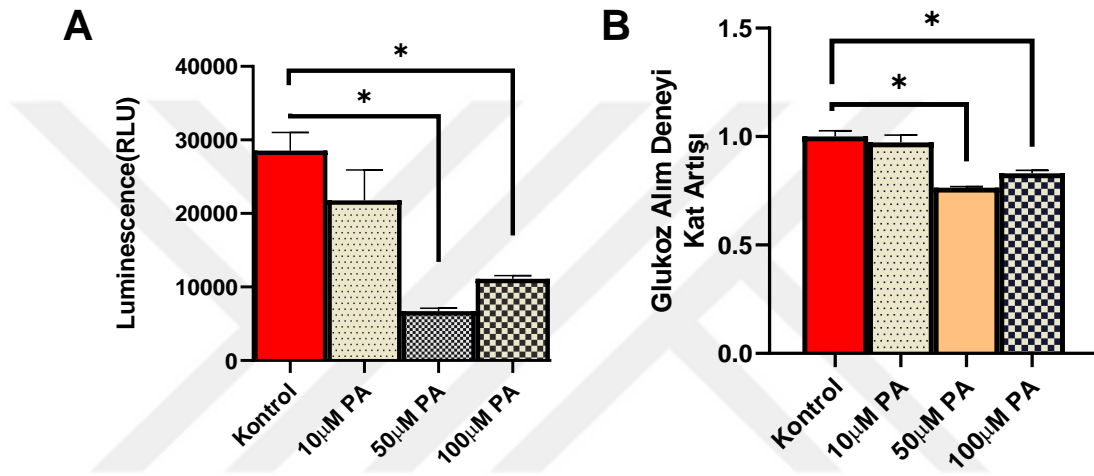 A
Luminescence(RLU)
40000
30000
20000
10000
0
*
*
Kontrol
10μM PA
50μM PA
100μM PA
B
Glukoz Alım Deneyi
Kat Artışı
1.5
1.0
0.5
0.0
*
*
Kontrol
10μM PA
50μM PA
100μM PA